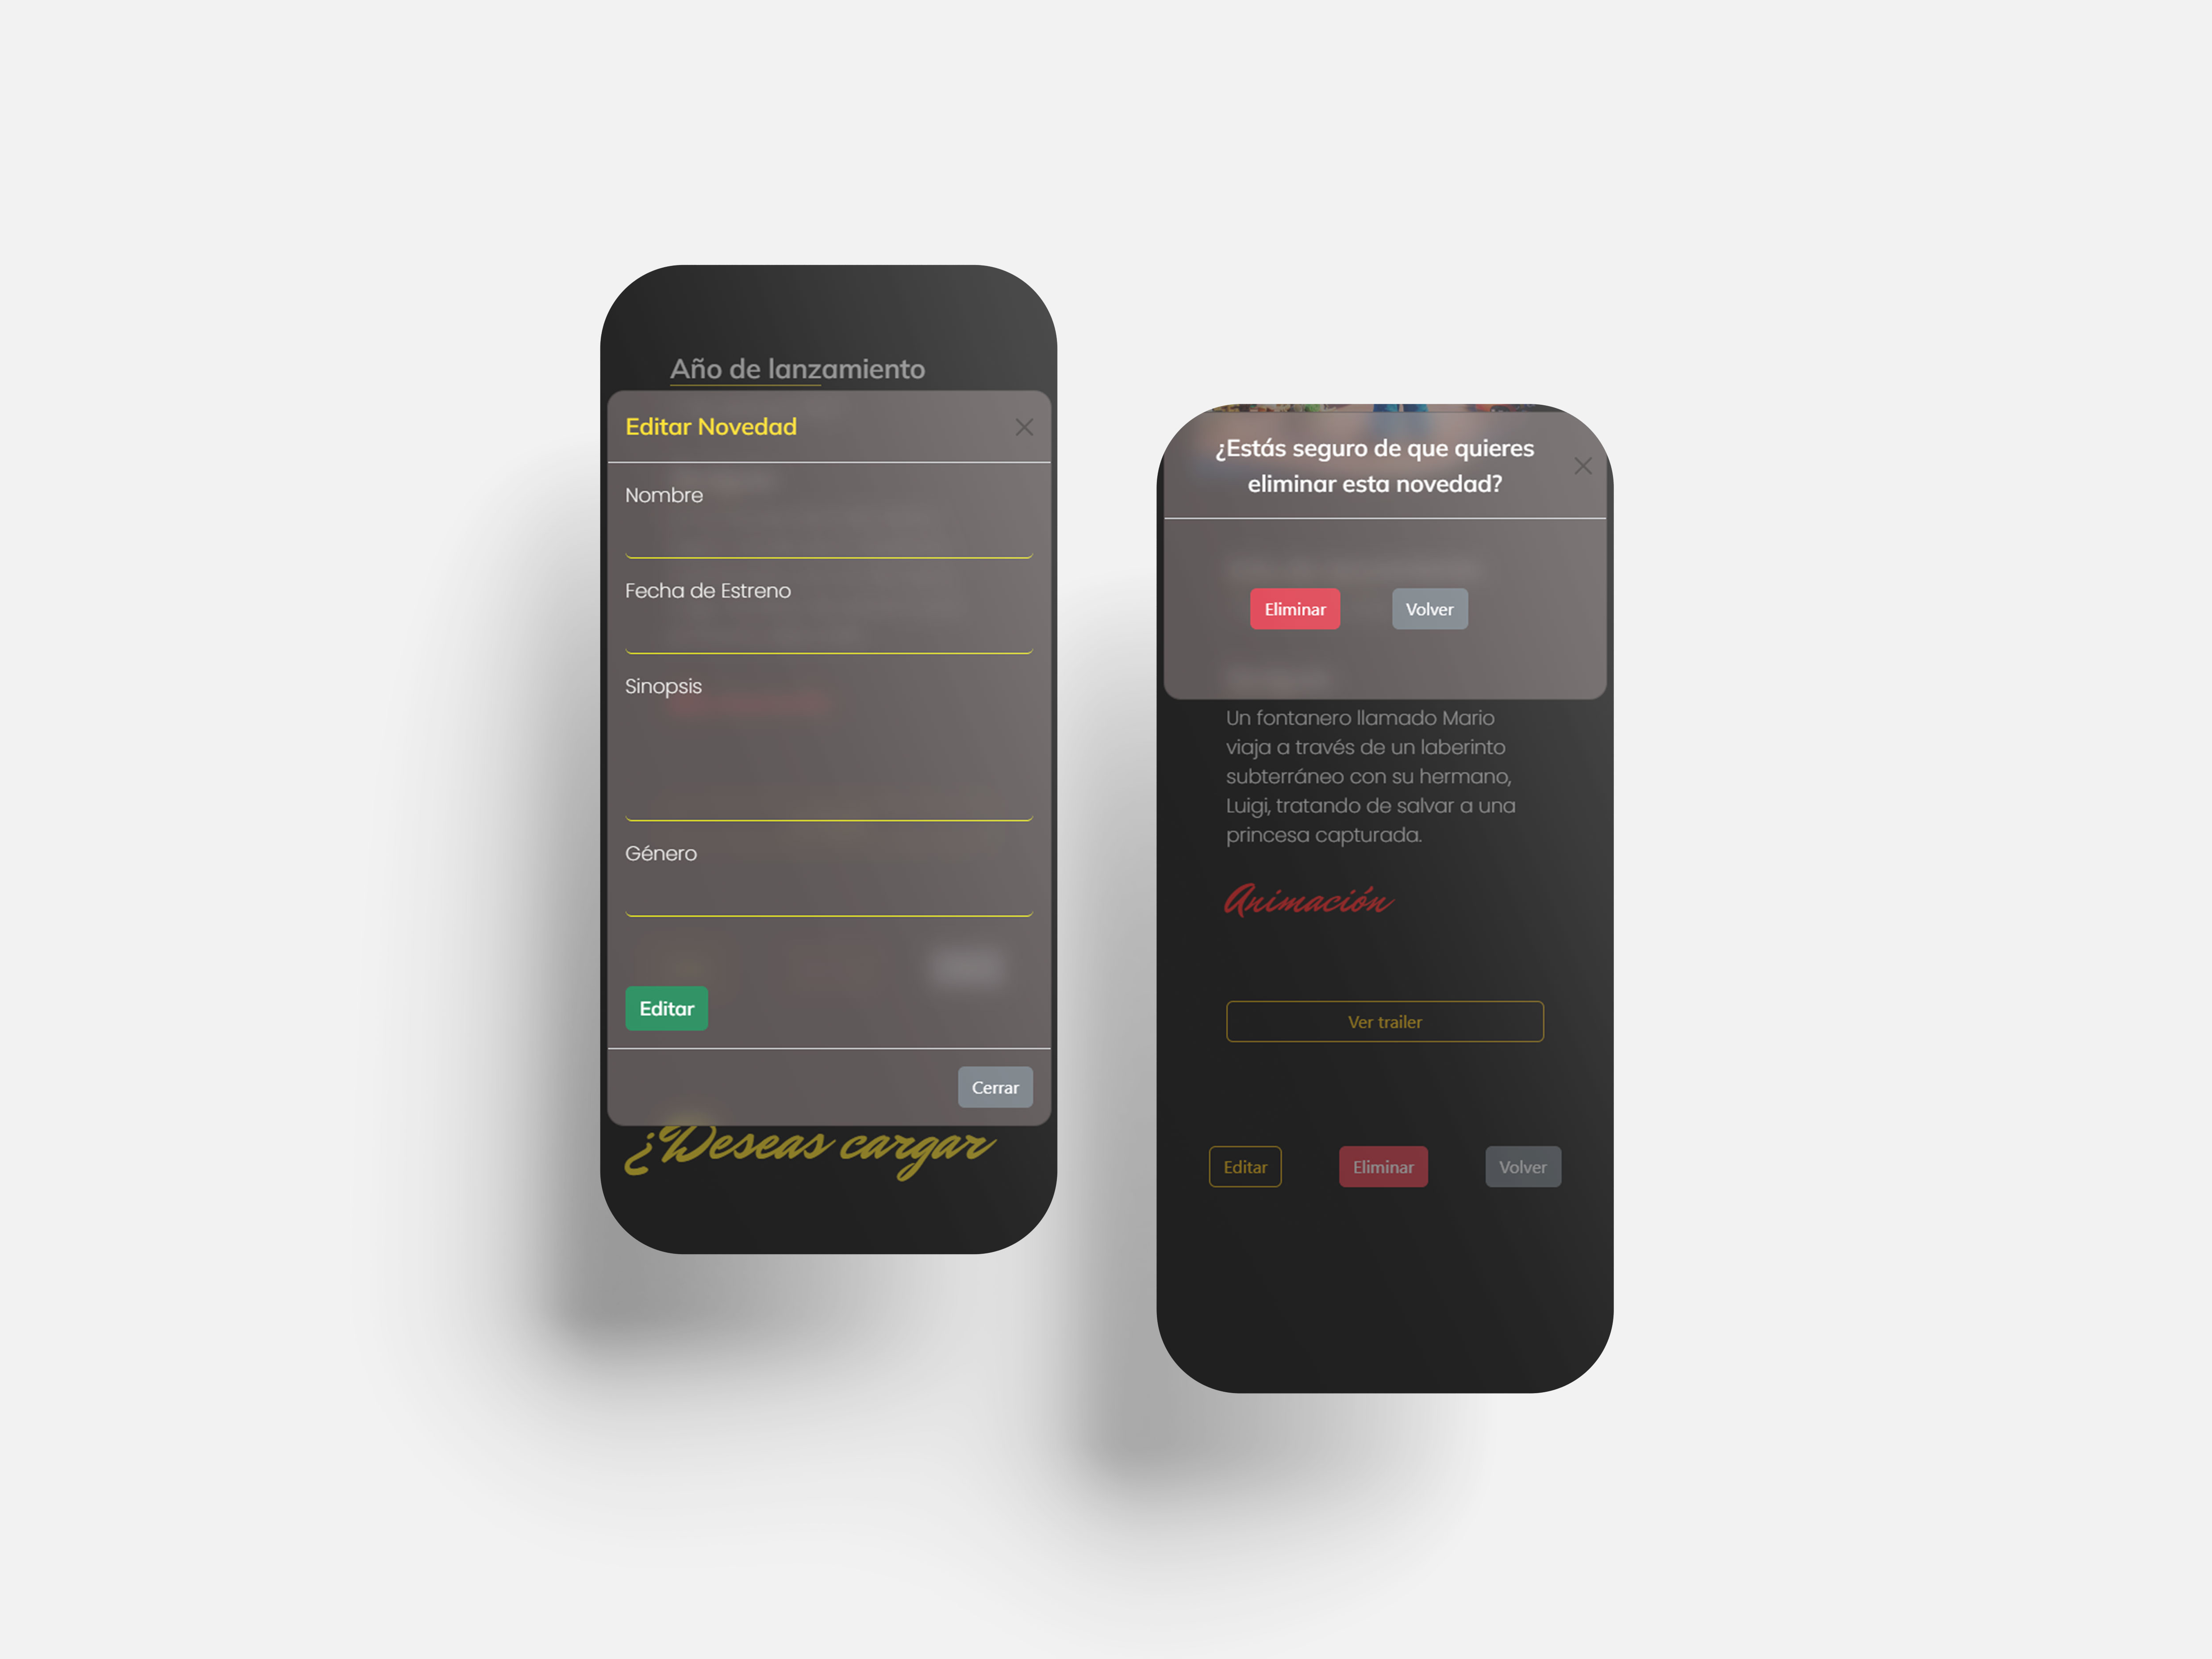 Año de lanzamiento
Editar Novedad
Nombre
Fecha de Estreno
Sinopsis
Género
Editar
Cerrar
¿Deseas cargar
¿Estás seguro de que quieres
eliminar esta novedad?
Eliminar
Volver
Un fontanero llamado Mario
viaja a través de un laberinto
subterráneo con su hermano,
Luigi, tratando de salvar a una
princesa capturada.
Animación
Ver trailer
Editar
Eliminar
Volver